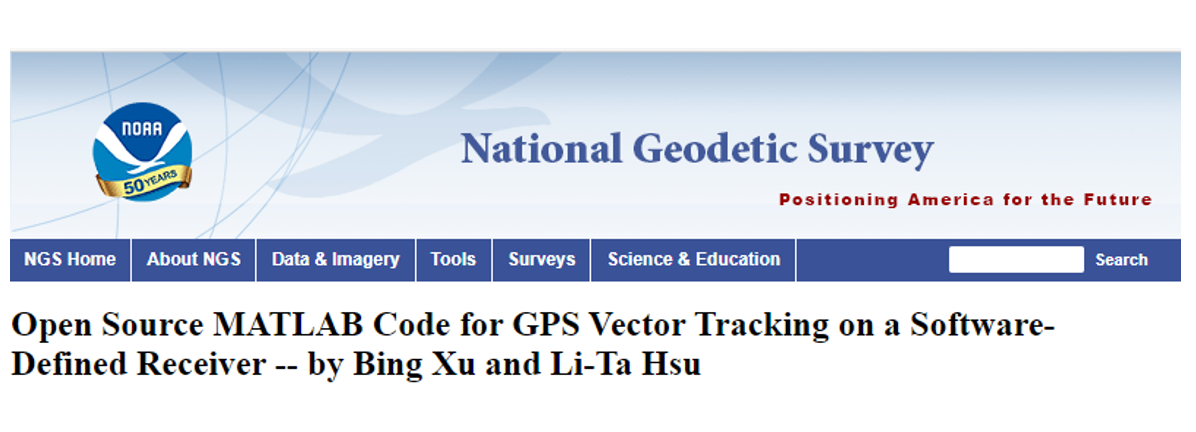 NOAA
50 YEARS
National Geodetic Survey
Positioning America for the Future
NGS Home About NGS Data & Imagery Tools Surveys Science & Education Search
Open Source MATLAB Code for GPS Vector Tracking on a Software-
Defined Receiver -- by Bing Xu and Li-Ta Hsu